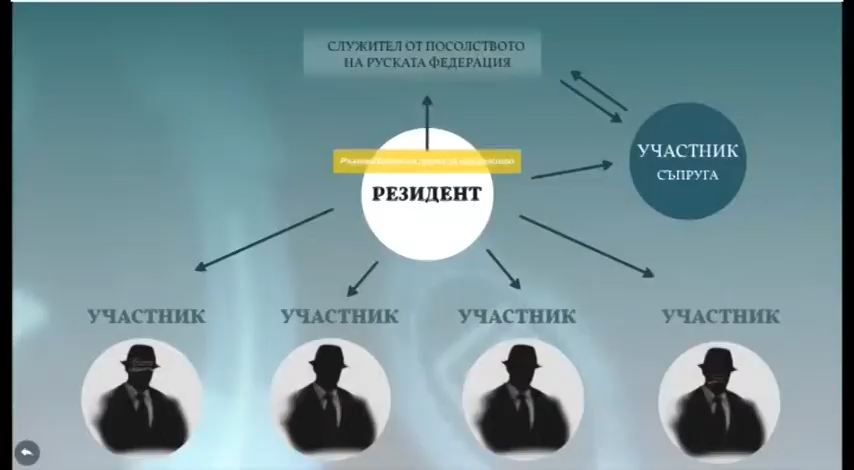 СЛУЖИТЕЛ ОТ ПОСОЛСТВОТО
НА РУСКАТА ФЕДЕРАЦИЯ
УЧАСТНИК
СЪПРУГА
РЕЗИДЕНТ
УЧАСТНИК УЧАСТНИК УЧАСТНИК УЧАСТНИК